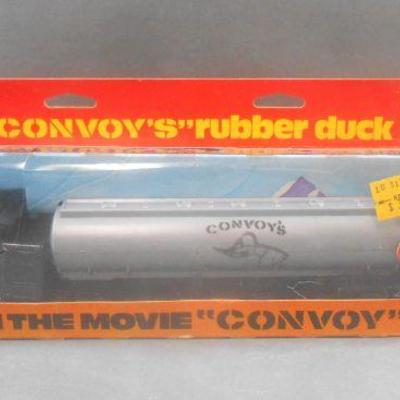 "CONVOY'S" rubber duck
CONVOY'S
THE MOVIE "CONVOY"